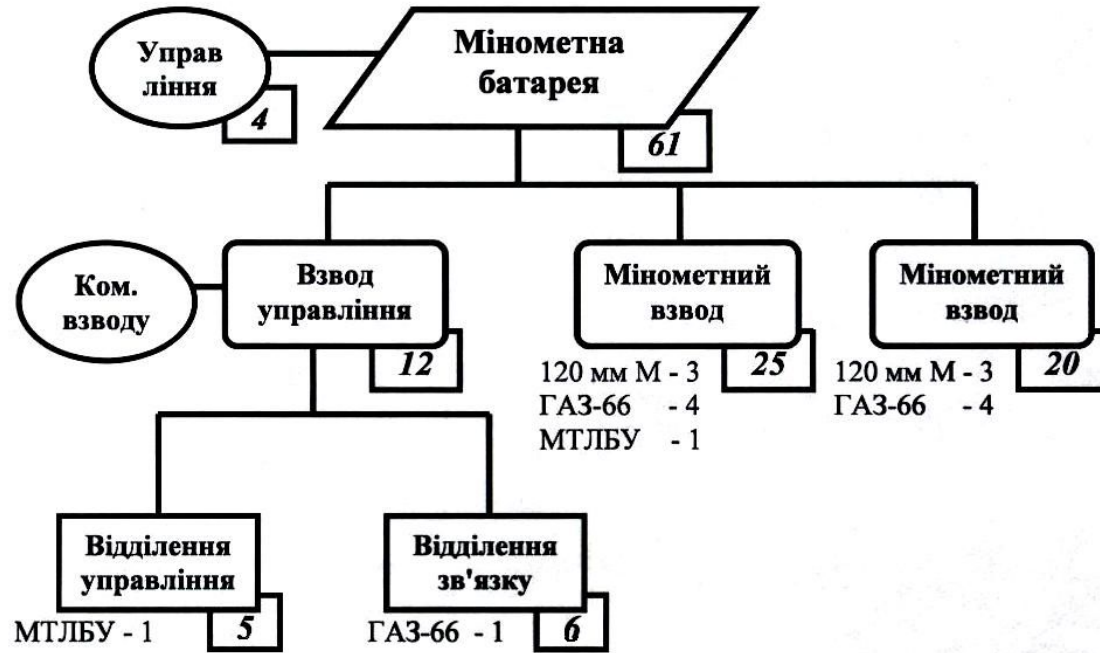 Управ
ління
4
Мінометна
батарея
61
Ком.
взводу
Взвод
управління
12
Мінометний
взвод
25
120 мм М - 3
ГАЗ-66 - 4
МТЛБУ - 1
Мінометний
взвод
20
120 мм М - 3
ГАЗ-66 - 4
Відділення
управління
5
МТЛБУ - 1
Відділення
зв'язку
6
ГАЗ-66 - 1